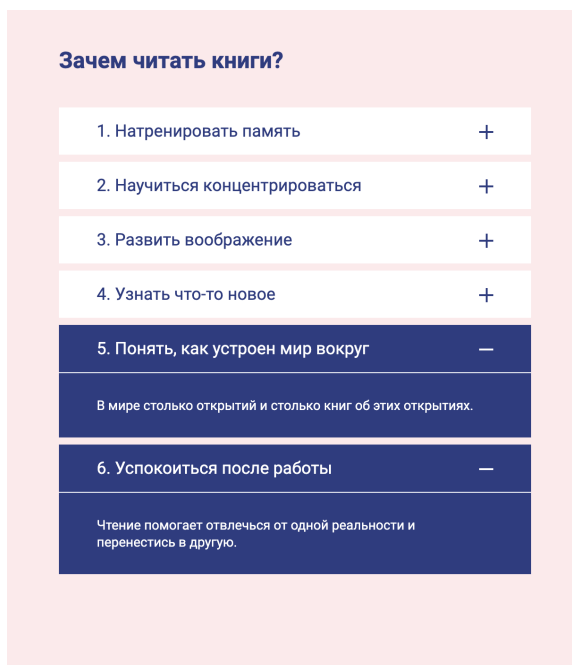 Зачем читать книги?
1. Натренировать память
2. Научиться концентрироваться
3. Развить воображение
4. Узнать что-то новое
5. Понять, как устроен мир вокруг
В мире столько открытий и столько книг об этих открытиях.
6. Успокоиться после работы
Чтение помогает отвлечься от одной реальности и
перенестись в другую.